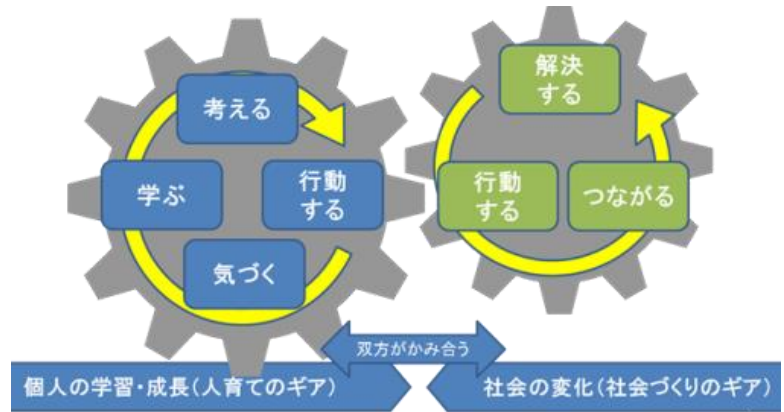 考える
学ぶ
行動
する
気づく
解決
する
行動
する
つながる
双方がかみ合う
個人の学習・成長(人育てのギア)
社会の変化(社会づくりのギア)